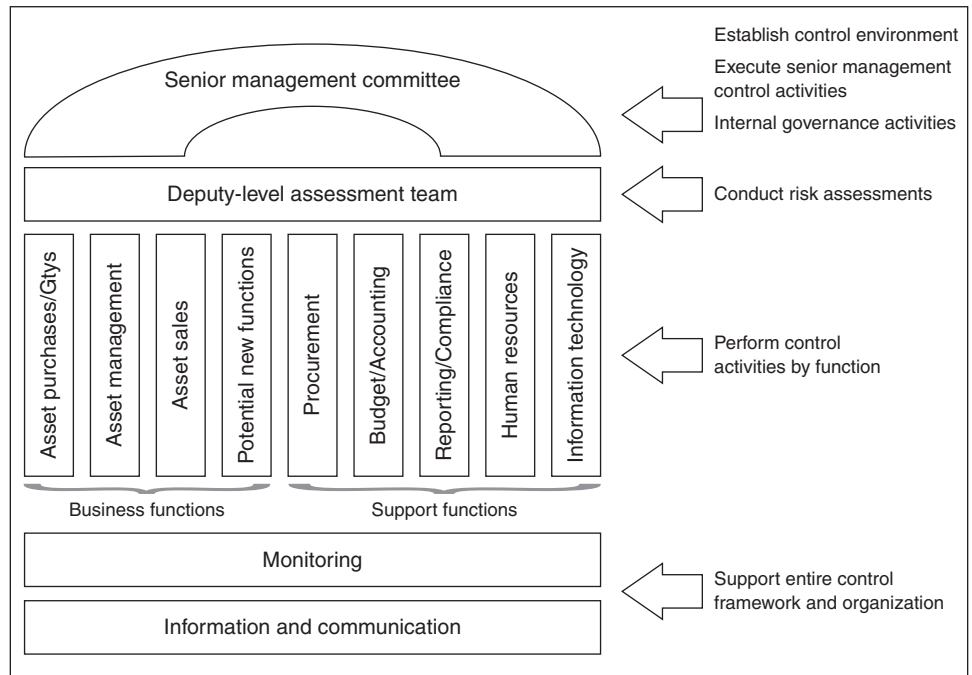 Establish control environment
Senior management committee
Execute senior management
control activities
Internal governance activities
Deputy-level assessment team
Conduct risk assessments
Asset purchases/Gtys
Asset management
Asset sales
Potential new functions
Procurement
Budget/Accounting
Reporting/Compliance
Human resources
Information technology
Perform control
activities by function
Business functions
Support functions
Monitoring
Information and communication
Support entire control
framework and organization